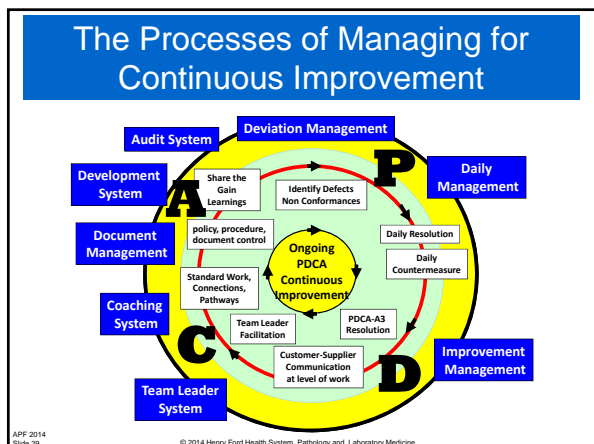 The Processes of Managing for
Continuous Improvement
Deviation Management
Audit System
Development
System
Document
Management
Coaching
System
Team Leader
System
Daily
Management
Improvement
Management
P
D
C
A
Share the
Gain
Learnings
Identify Defects
Non Conformances
Daily Resolution
Daily
Countermeasure
PDCA-A3
Resolution
Customer-Supplier
Communication
at level of work
Team Leader
Facilitation
Standard Work,
Connections,
Pathways
policy, procedure,
document control
Ongoing
PDCA
Continuous
Improvement
APF 2014
Slide 29
© 2014 Henry Ford Health System, Pathology and Laboratory Medicine